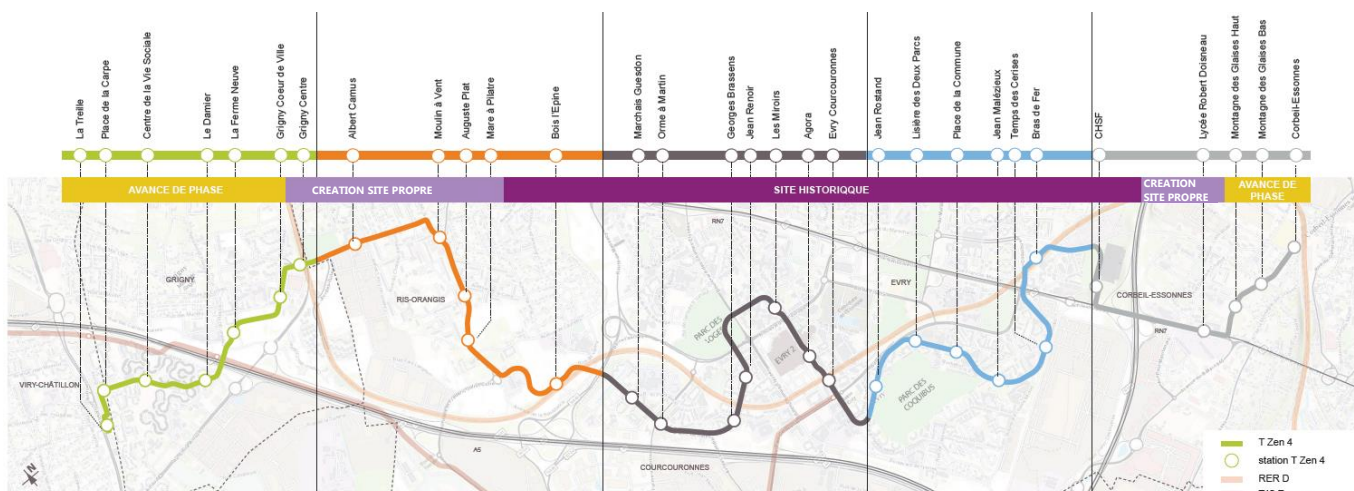 La Treille
Place de la Carpe
Centre de la Vie Sociale
Le Damier
La Ferme Neuve
Grigny Coeur de Ville
Grigny Centre
Albert Camus
Moulin à Vent
Auguste Plat
Mare à Pilatre
Bois l'Epine
Marchais Guesdon
Orme à Martin
Georges Brassens
Jean Renoir
Les Miroirs
Agora
Evry Courcouronnes
Jean Rostand
Lisière des Deux Parcs
Place de la Commune
Jean Malézieux
Temps des Cerises
Bras de Fer
CHSF
Lycée Robert Doisneau
Montagne des Glaises Haut
Montagne des Glaises Bas
Corbeil-Essonnes
AVANCE DE PHASE
CREATION SITE PROPRE
SITE HISTORIQQUE
CREATION
SITE PROPRE
AVANCE DE
PHASE
RN7
GRIGNY
RIS-ORANGIS
EVRY
CORBEIL-ESSONNES
PARC DES
LOGES
EVRY 2
RN7
VIRY-CHÂTILLON
PARC DES
COQUIBUS
A5
COURCOURONNES
N
T Zen 4
station T Zen 4
RER D